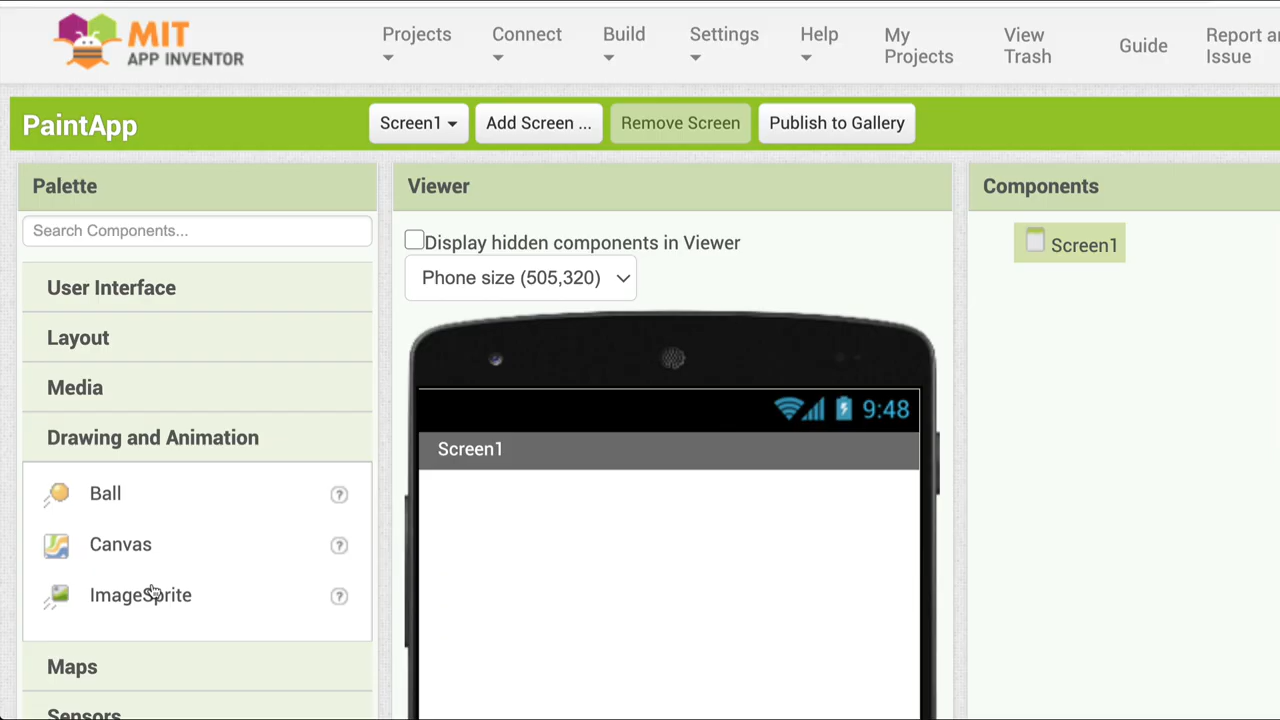 MIT
APP INVENTOR
Projects
Connect
Build
Settings
Help
My
Projects
View
Trash
Guide
Report an
Issue
PaintApp
Screen1
Add Screen ...
Remove Screen
Publish to Gallery
Palette
Viewer
Components
Search Components...
Display hidden components in Viewer
Screen1
Phone size (505,320)
User Interface
Layout
Media
Drawing and Animation
9:48
Screen1
Ball
?
Canvas
?
ImageSprite
?
Maps
Sensors